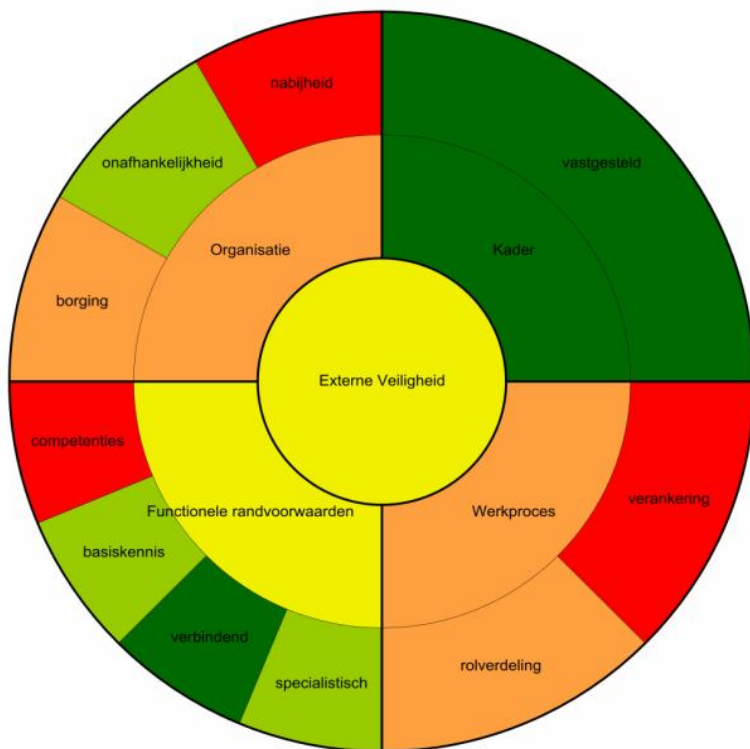 nabijheid
onafhankelijkheid
vastgesteld
Organisatie
Kader
borging
Externe Veiligheid
competenties
verankering
Functionele randvoorwaarden
Werkproces
basiskennis
verbindend
rolverdeling
specialistisch